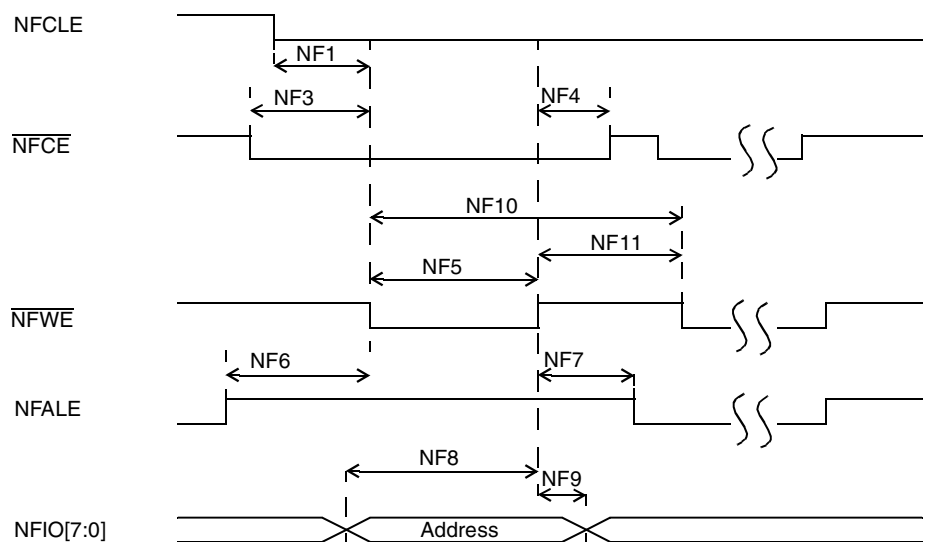 NFCLE
NF1
NF3
NF4
NFCE
NF10
NF11
NF5
NFWE
NF6
NF7
NFALE
NF8
NF9
NFIO[7:0]
Address